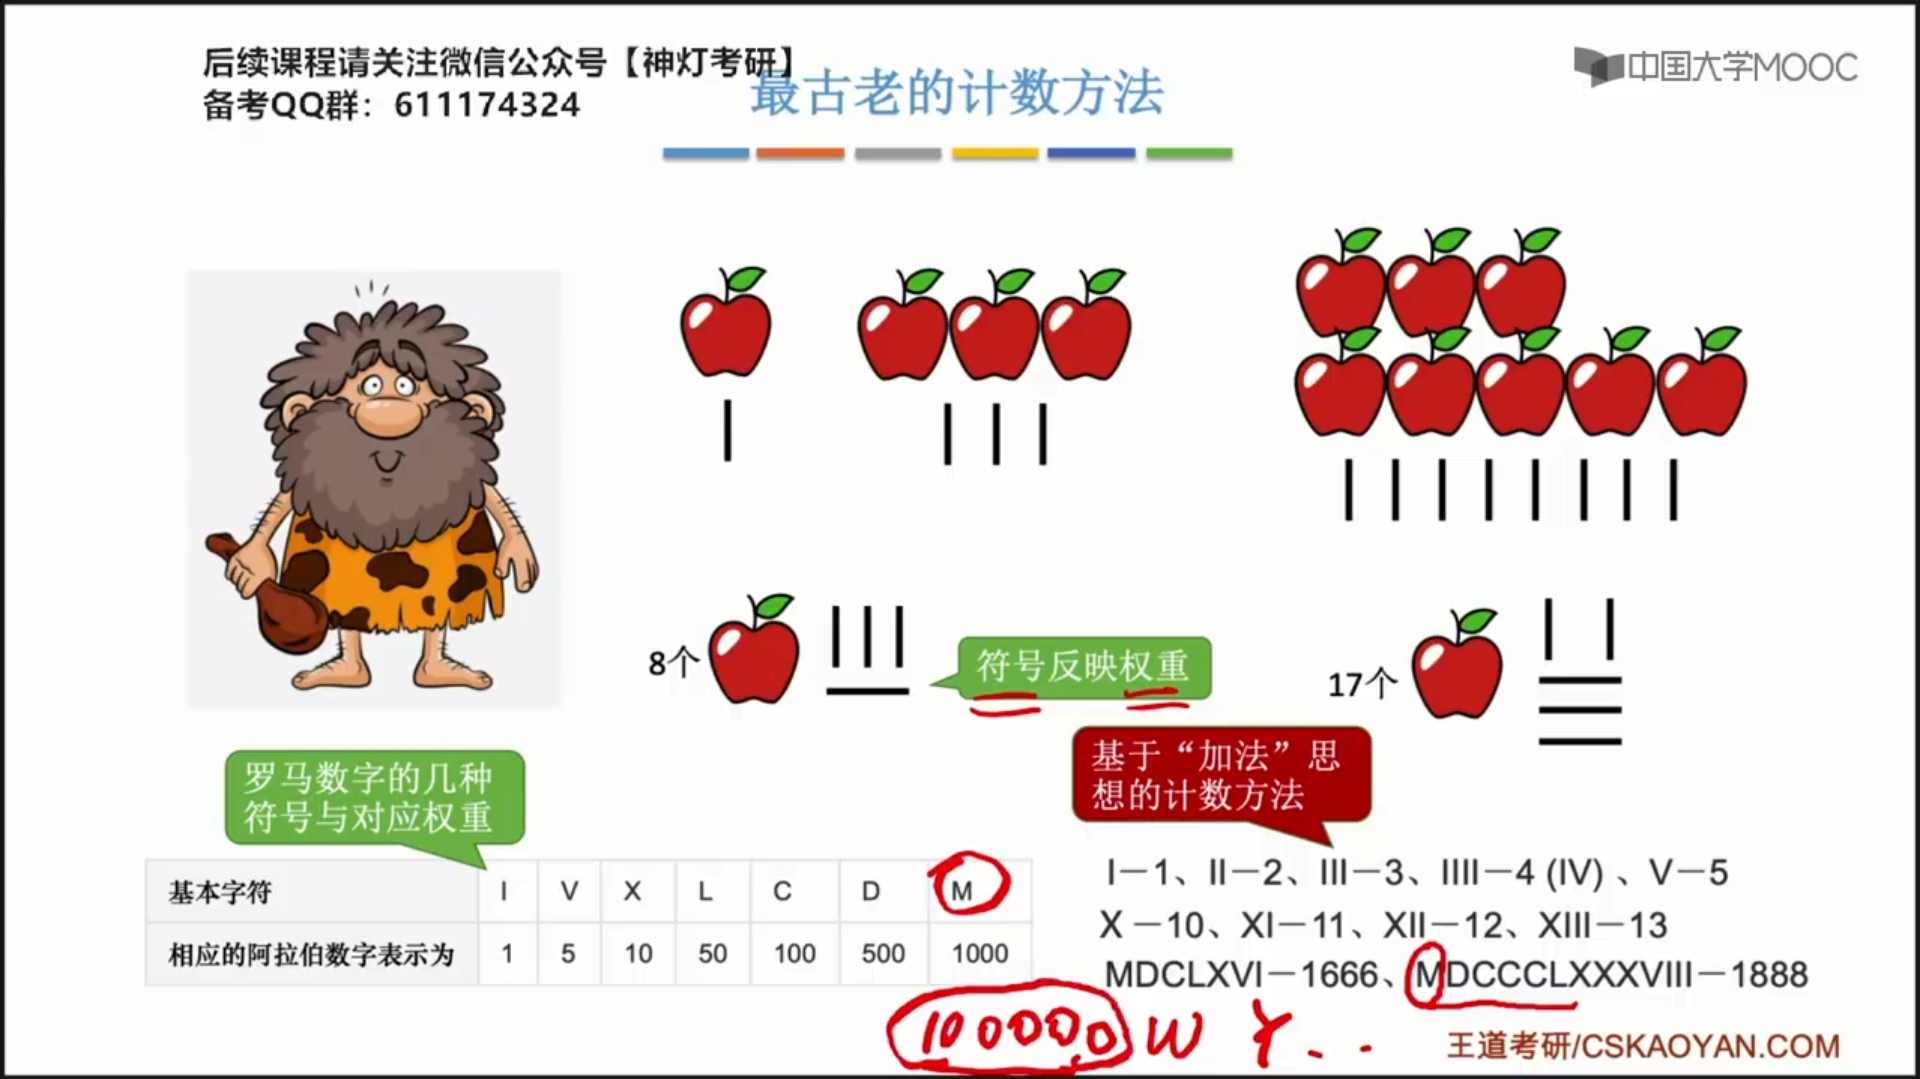 后续课程请关注微信公众号【神灯考研】
备考QQ群：611174324
最古老的计数方法
中国大学MOOC
8个
符号反映权重
17个
罗马数字的几种
符号与对应权重
基于“加法”思
想的计数方法
基本字符 I V X L C D M
相应的阿拉伯数字表示为 1 5 10 50 100 500 1000
I－1、II－2、III－3、IIII－4 (IV) 、V－5
X －10、XI－11、XII－12、XIII－13
MDCLXVI－1666、MDCCCLXXXVIII－1888
100000 W
王道考研/CSKAOYAN.COM